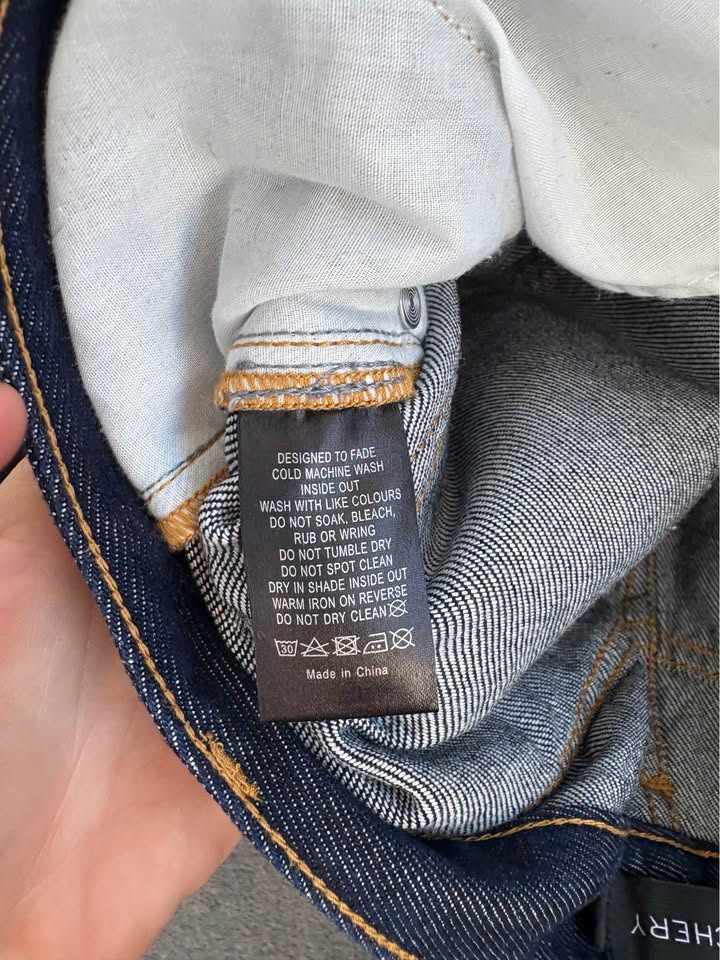 DESIGNED TO FADE
COLD MACHINE WASH
INSIDE OUT
WASH WITH LIKE COLOURS
DO NOT SOAK, BLEACH,
RUB OR WRING
DO NOT TUMBLE DRY
DO NOT SPOT CLEAN
DRY IN SHADE INSIDE OUT
WARM IRON ON REVERSE
DO NOT DRY CLEAN
30
Made in China
CHERY